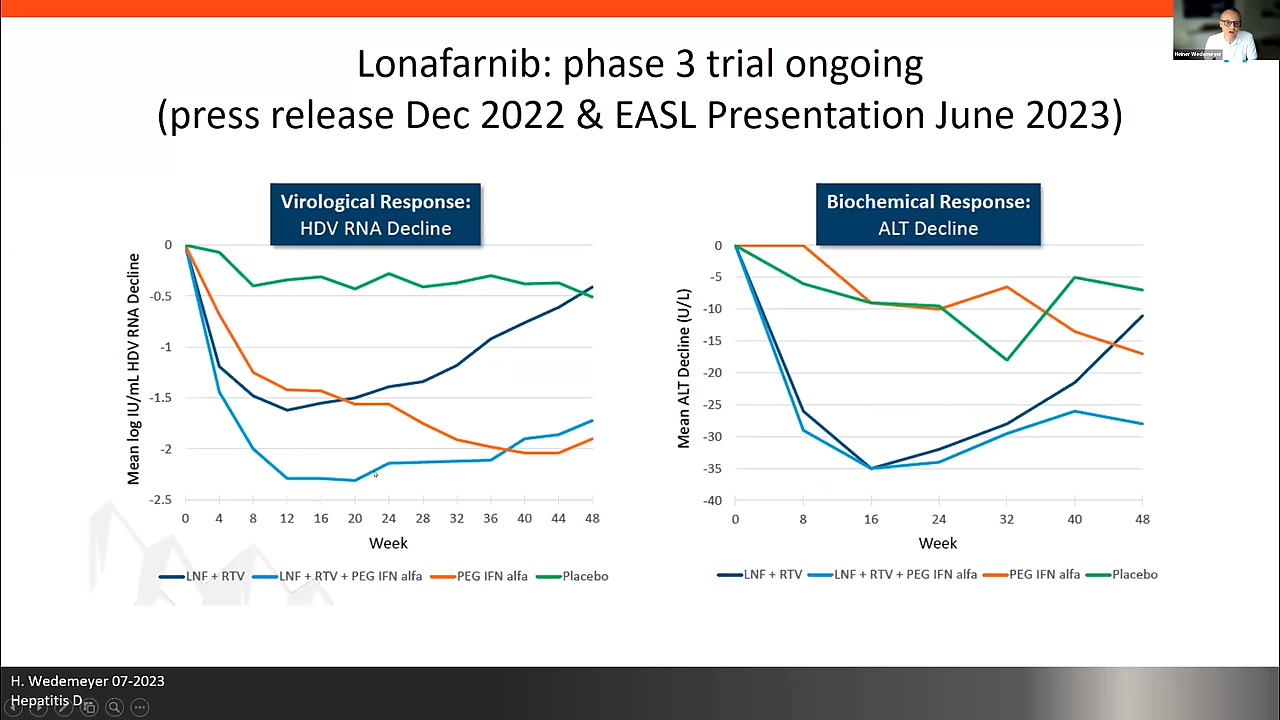 Heiner Wedemeyer
Lonafarnib: phase 3 trial ongoing
(press release Dec 2022 & EASL Presentation June 2023)
Virological Response:
HDV RNA Decline
Mean log IU/mL HDV RNA Decline
0
-0.5
-1
-1.5
-2
-2.5
0 4 8 12 16 20 24 28 32 36 40 44 48
Week
LNF + RTV LNF + RTV + PEG IFN alfa PEG IFN alfa Placebo
Biochemical Response:
ALT Decline
Mean ALT Decline (U/L)
0
-5
-10
-15
-20
-25
-30
-35
-40
0 8 16 24 32 40 48
Week
LNF + RTV LNF + RTV + PEG IFN alfa PEG IFN alfa Placebo
H. Wedemeyer 07-2023
Hepatitis D